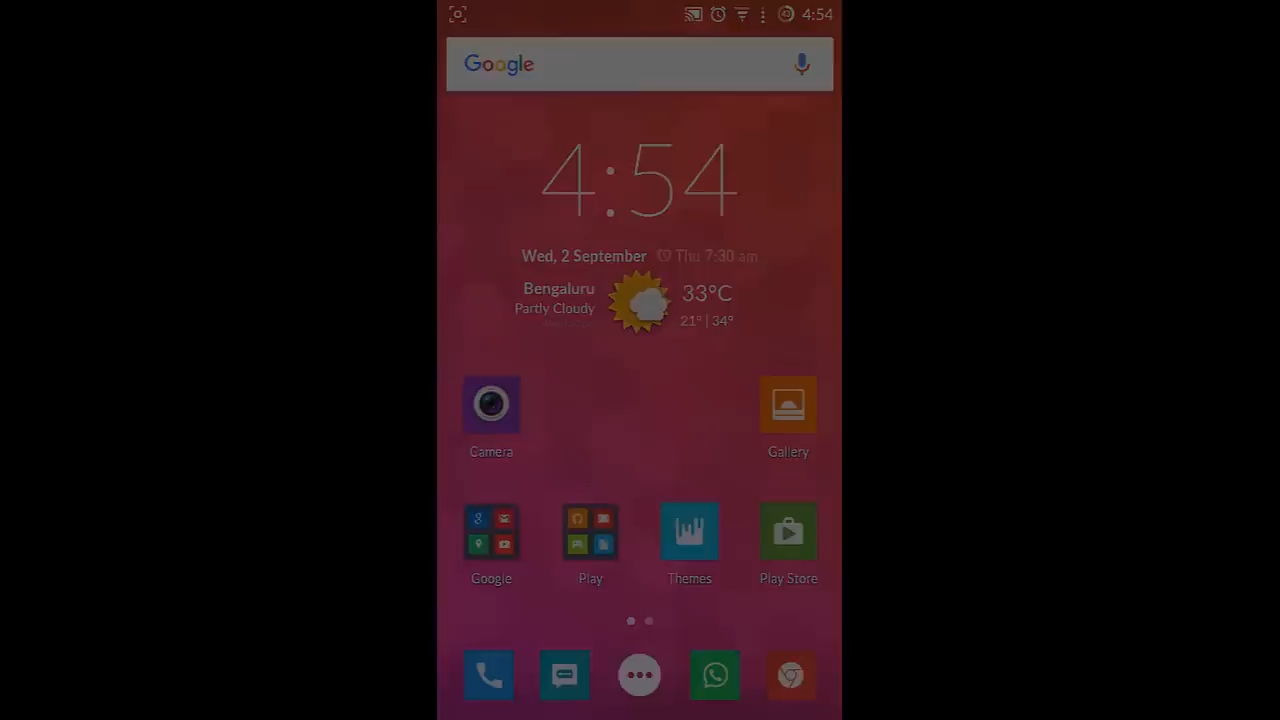 4:54
Google
4:54
Wed, 2 September Thu 7:30 am
Bengaluru
Partly Cloudy
33°C
21° | 34°
Camera
Gallery
Google
Play
Themes
Play Store